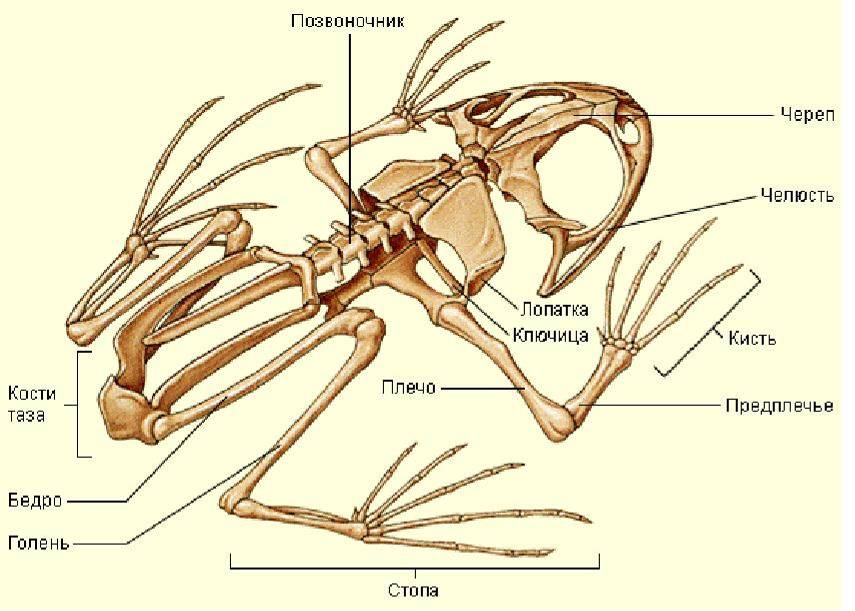 Позвоночник
Череп
Челюсть
Лопатка
Ключица
Кисть
Плечо
Предплечье
Кости
таза
Бедро
Голень
Стопа